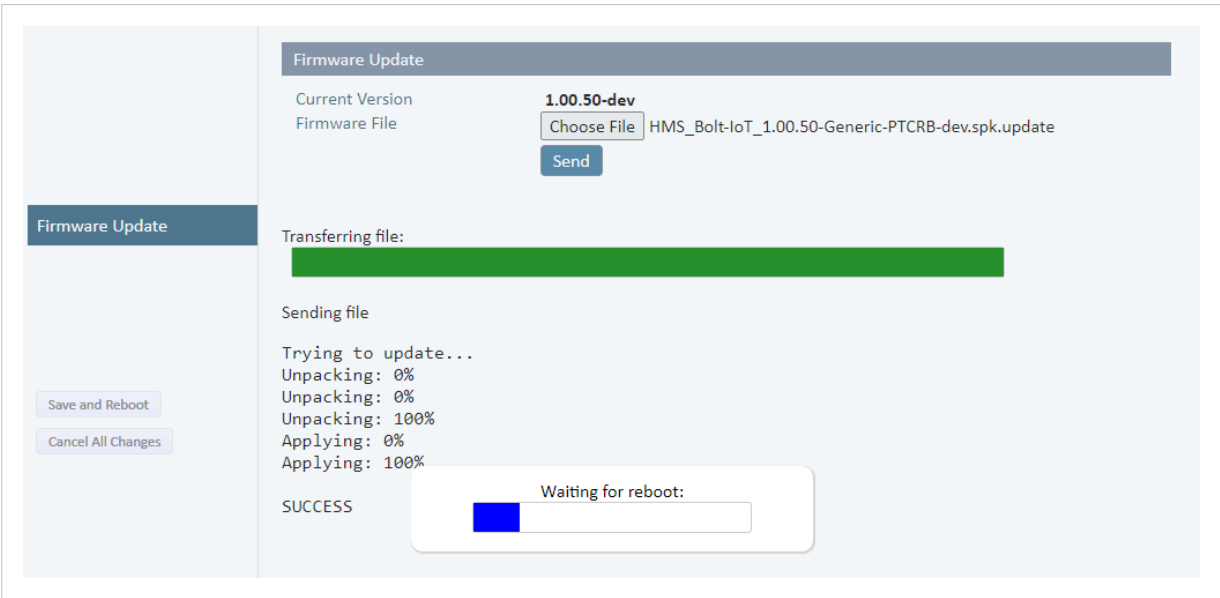 Firmware Update
Current Version 1.00.50-dev
Firmware File Choose File HMS_Bolt-IoT_1.00.50-Generic-PTCRB-dev.spk.update
Send
Firmware Update
Transferring file:
Sending file
Trying to update...
Unpacking: 0%
Unpacking: 0%
Unpacking: 100%
Applying: 0%
Applying: 100%
SUCCESS
Waiting for reboot:
Save and Reboot
Cancel All Changes